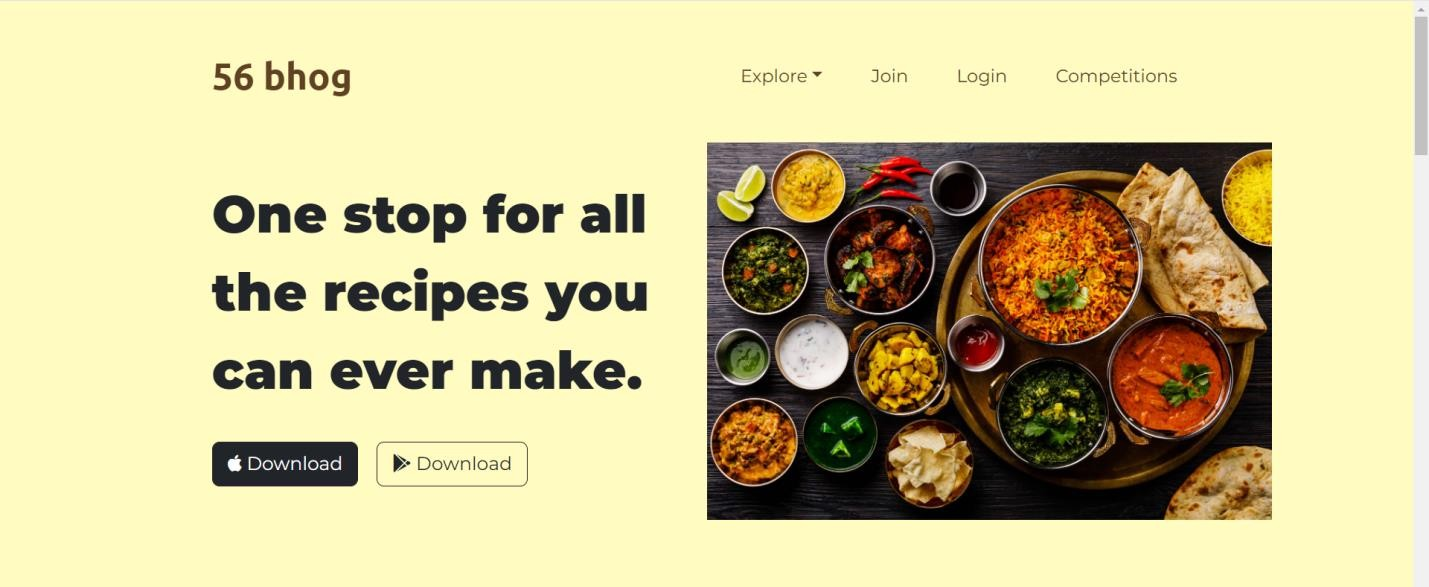 56 bhog
Explore Join Login Competitions
One stop for all
the recipes you
can ever make.
Download Download